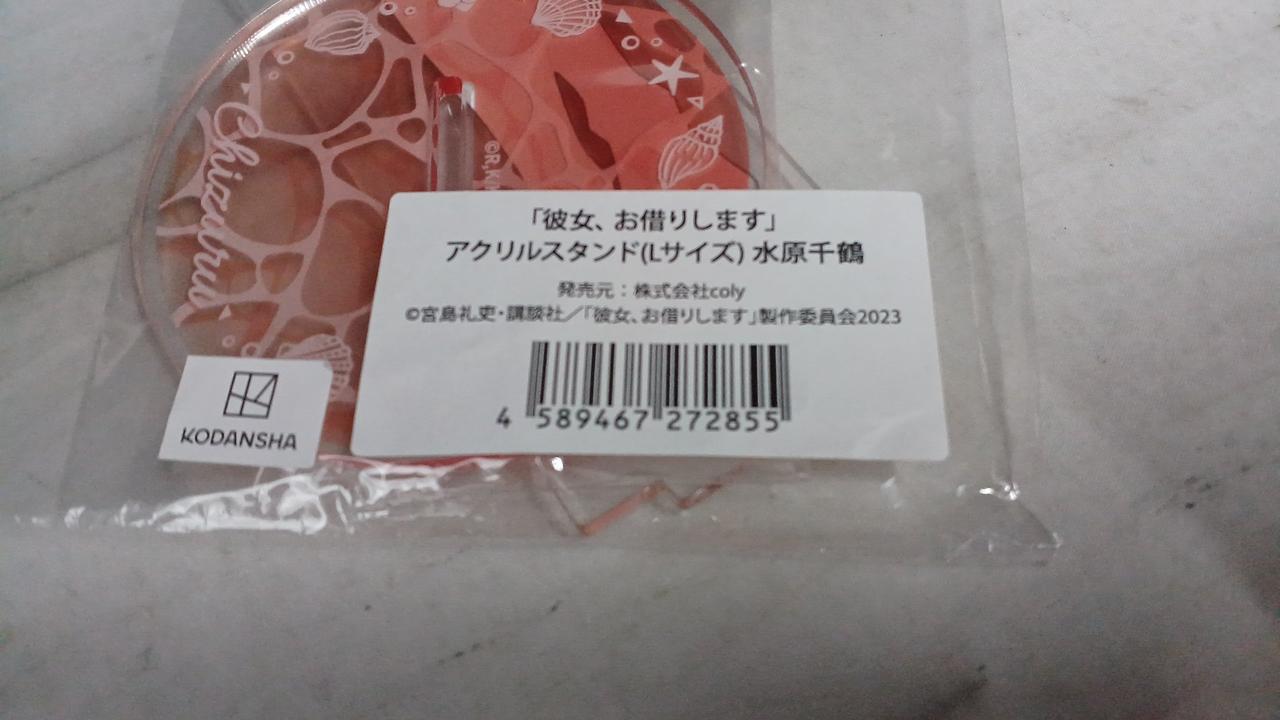 Chizuru
©R,K
「彼女、お借りします」
アクリルスタンド(Lサイズ) 水原千鶴
発売元：株式会社coly
©宮島礼吏・講談社／「彼女、お借りします」製作委員会2023
4 589467 272855
KODANSHA